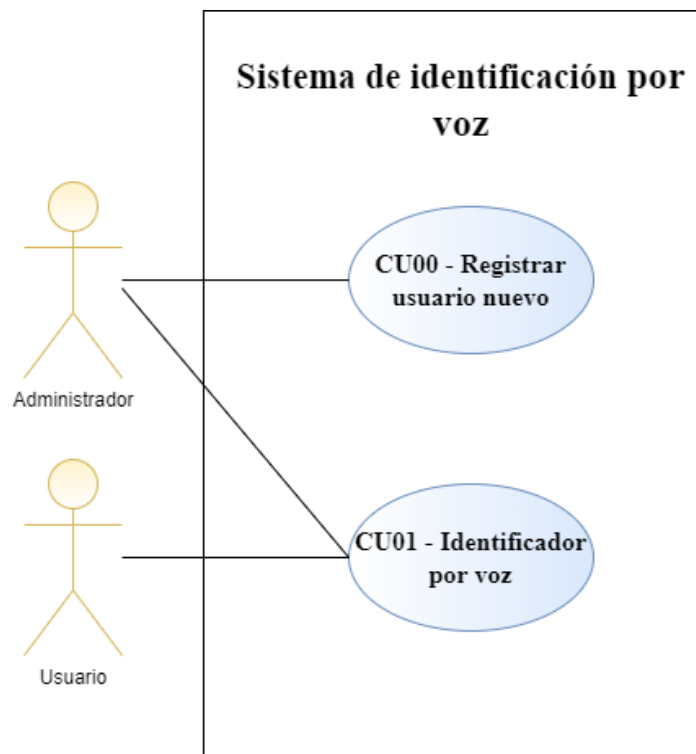 Sistema de identificación por
voz
CU00 - Registrar
usuario nuevo
Administrador
CU01 - Identificador
por voz
Usuario